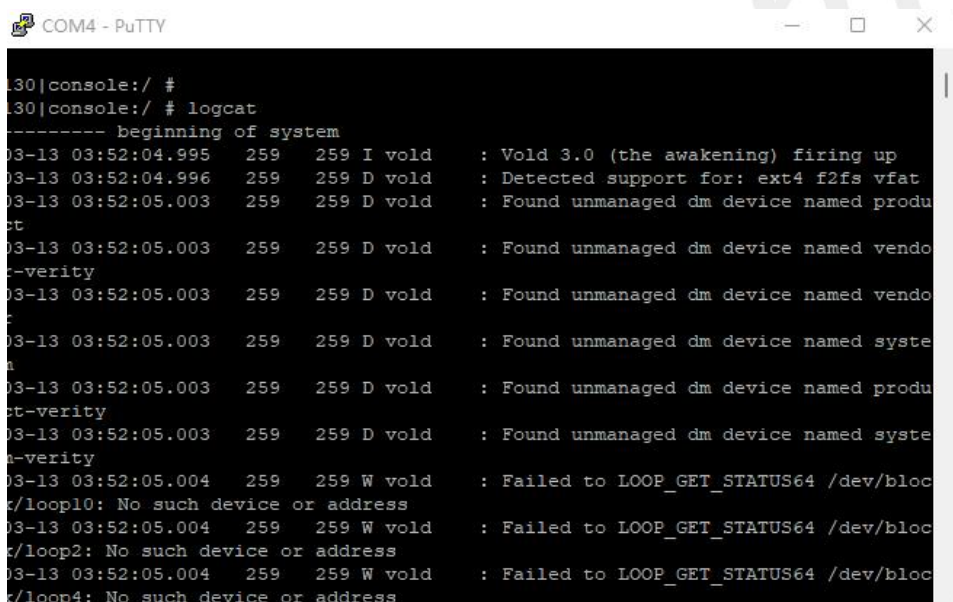 COM4 - PuTTY
130|console:/ #
130|console:/ # logcat
--------- beginning of system
03-13 03:52:04.995   259   259 I vold    : Vold 3.0 (the awakening) firing up
03-13 03:52:04.996   259   259 D vold    : Detected support for: ext4 f2fs vfat
03-13 03:52:05.003   259   259 D vold    : Found unmanaged dm device named produ
ct
03-13 03:52:05.003   259   259 D vold    : Found unmanaged dm device named vendo
r-verity
03-13 03:52:05.003   259   259 D vold    : Found unmanaged dm device named vendo
r
03-13 03:52:05.003   259   259 D vold    : Found unmanaged dm device named syste
m
03-13 03:52:05.003   259   259 D vold    : Found unmanaged dm device named produ
ct-verity
03-13 03:52:05.003   259   259 D vold    : Found unmanaged dm device named syste
m-verity
03-13 03:52:05.004   259   259 W vold    : Failed to LOOP_GET_STATUS64 /dev/bloc
k/loop10: No such device or address
03-13 03:52:05.004   259   259 W vold    : Failed to LOOP_GET_STATUS64 /dev/bloc
k/loop2: No such device or address
03-13 03:52:05.004   259   259 W vold    : Failed to LOOP_GET_STATUS64 /dev/bloc
k/loop4: No such device or address